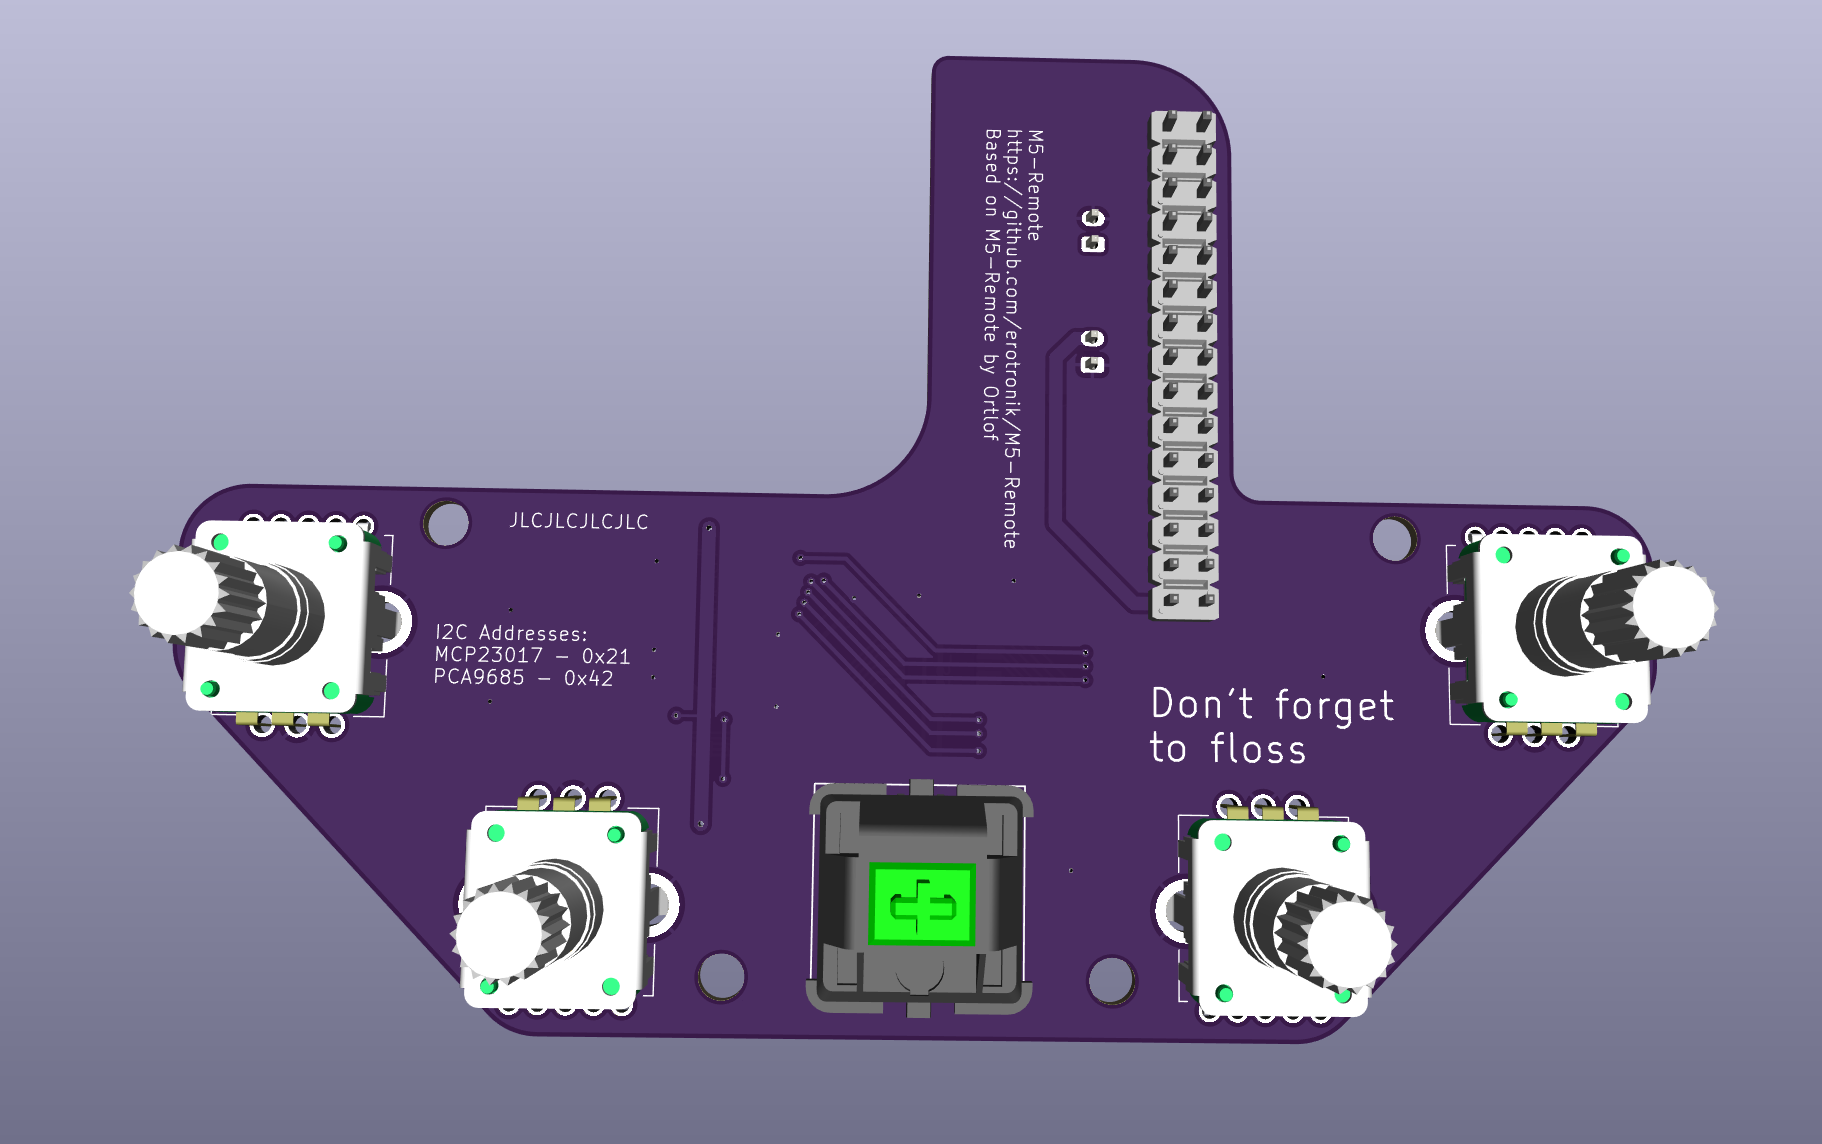 M5-Remote
https://github.com/erotronik/M5-Remote
Based on M5-Remote by Ortlof
JLCJLCJLCJLC
I2C Addresses:
MCP23017 - 0x21
PCA9685 - 0x42
Don't forget
to floss